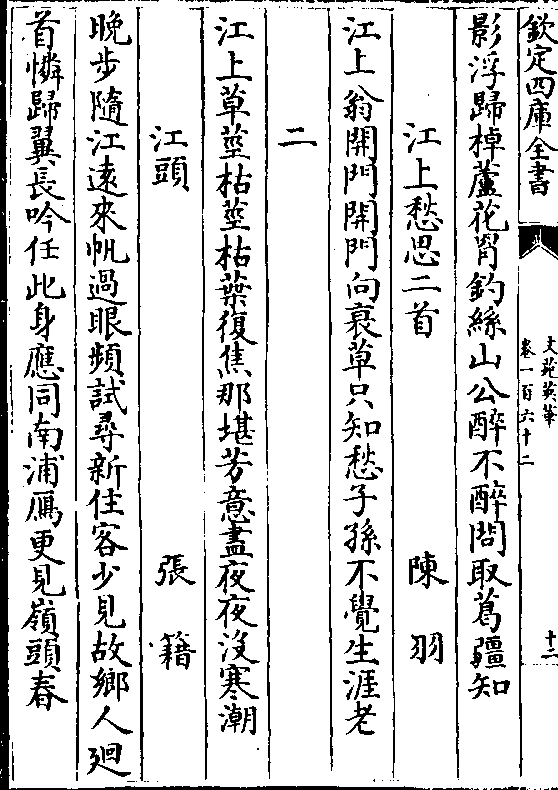 欽定四庫全書
文苑英華
卷一百六十二
十二
影浮歸棹蘆花罥釣絲山公醉不醉問取葛疆知
江上愁思二首 陳羽
江上翁開門開門向衰草只知愁子孫不覺生涯老
二
江上草莖枯莖枯葉復焦那堪芳意盡夜夜没寒潮
江頭 張籍
晚步隨江遠來帆過眼頻試尋新住客少見故鄉人廻
首憐歸翼長吟任此身應同南浦鴈更見嶺頭春